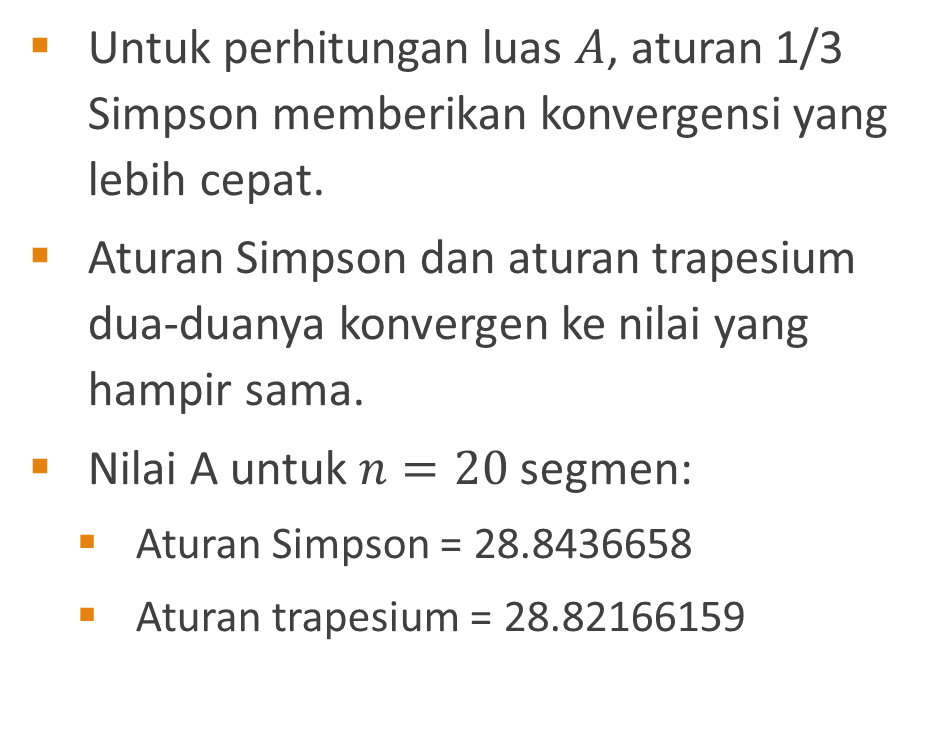 Untuk perhitungan luas A, aturan 1/3
Simpson memberikan konvergensi yang
lebih cepat.
Aturan Simpson dan aturan trapesium
dua-duanya konvergen ke nilai yang
hampir sama.
Nilai A untuk n = 20 segmen:
Aturan Simpson = 28.8436658
Aturan trapesium = 28.82166159